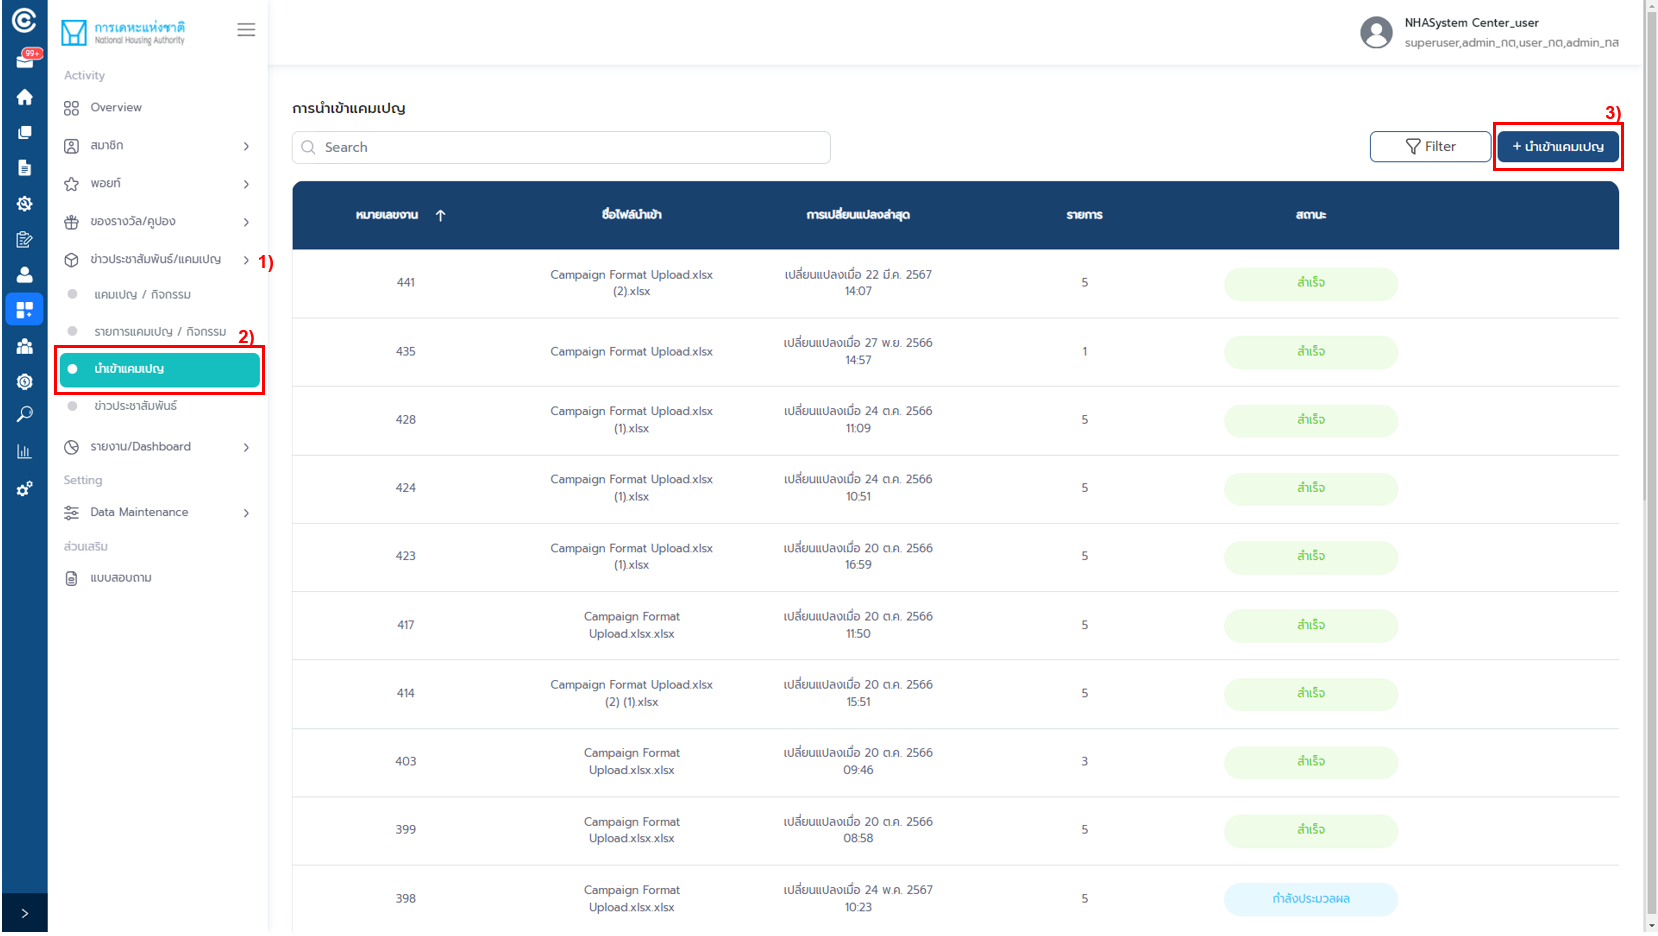 99+
การเคหะแห่งชาติ
National Housing Authority
NHASystem Center_user
superuser,admin_กต,user_กต,admin_กส
Activity
Overview
สมาชิก
พอยท์
ของรางวัล/คูปอง
ข่าวประชาสัมพันธ์/แคมเปญ
1)
แคมเปญ / กิจกรรม
รายการแคมเปญ / กิจกรรม
2)
นำเข้าแคมเปญ
ข่าวประชาสัมพันธ์
รายงาน/Dashboard
Setting
Data Maintenance
ส่วนเสริม
แบบสอบถาม
การนำเข้าแคมเปญ
3)
Search
Filter
+ นำเข้าแคมเปญ
หมายเลขงาน ↑ ชื่อไฟล์นำเข้า การเปลี่ยนแปลงล่าสุด รายการ สถานะ
441 Campaign Format Upload.xlsx (2).xlsx เปลี่ยนแปลงเมื่อ 22 มี.ค. 2567 14:07 5 สำเร็จ
435 Campaign Format Upload.xlsx เปลี่ยนแปลงเมื่อ 27 พ.ย. 2566 14:57 1 สำเร็จ
428 Campaign Format Upload.xlsx (1).xlsx เปลี่ยนแปลงเมื่อ 24 ต.ค. 2566 11:09 5 สำเร็จ
424 Campaign Format Upload.xlsx (1).xlsx เปลี่ยนแปลงเมื่อ 24 ต.ค. 2566 10:51 5 สำเร็จ
423 Campaign Format Upload.xlsx (1).xlsx เปลี่ยนแปลงเมื่อ 20 ต.ค. 2566 16:59 5 สำเร็จ
417 Campaign Format Upload.xlsx.xlsx เปลี่ยนแปลงเมื่อ 20 ต.ค. 2566 11:50 5 สำเร็จ
414 Campaign Format Upload.xlsx (2) (1).xlsx เปลี่ยนแปลงเมื่อ 20 ต.ค. 2566 15:51 5 สำเร็จ
403 Campaign Format Upload.xlsx.xlsx เปลี่ยนแปลงเมื่อ 20 ต.ค. 2566 09:46 3 สำเร็จ
399 Campaign Format Upload.xlsx.xlsx เปลี่ยนแปลงเมื่อ 20 ต.ค. 2566 08:58 5 สำเร็จ
398 Campaign Format Upload.xlsx.xlsx เปลี่ยนแปลงเมื่อ 24 พ.ค. 2567 10:23 5 กำลังประมวลผล